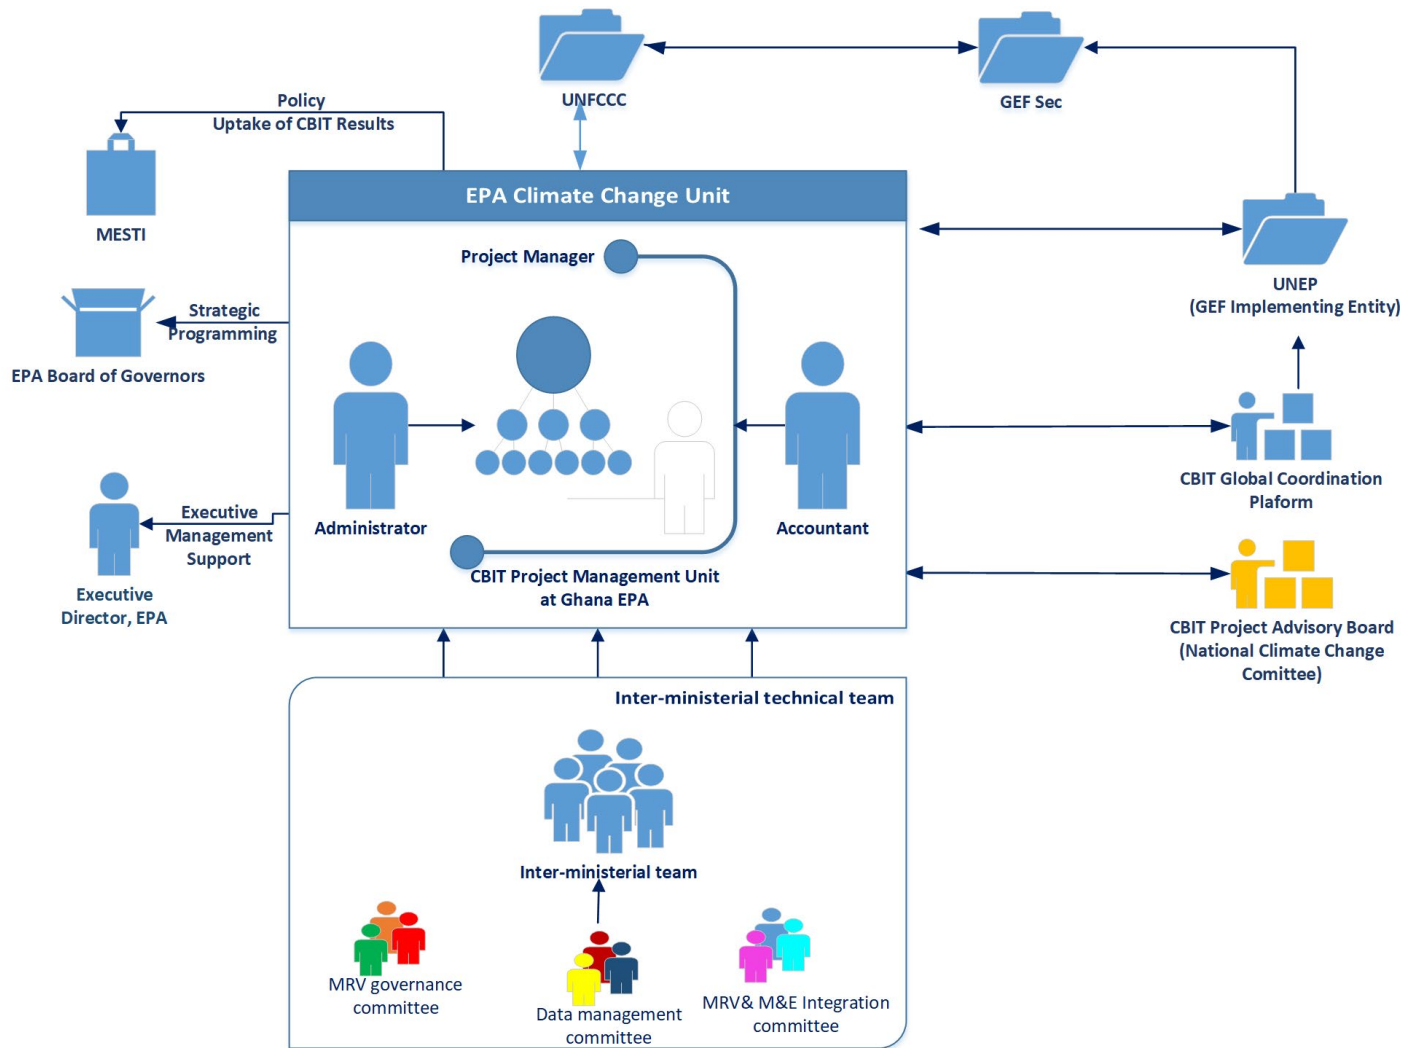 UNFCCC
GEF Sec
Policy
Uptake of CBIT Results
MESTI
EPA Climate Change Unit
Project Manager
UNEP
(GEF Implementing Entity)
Strategic
Programming
EPA Board of Governors
Administrator
Accountant
CBIT Global Coordination
Plaform
Executive
Management
Support
Executive
Director, EPA
CBIT Project Management Unit
at Ghana EPA
CBIT Project Advisory Board
(National Climate Change
Comittee)
Inter-ministerial technical team
Inter-ministerial team
MRV governance
committee
Data management
committee
MRV& M&E Integration
committee